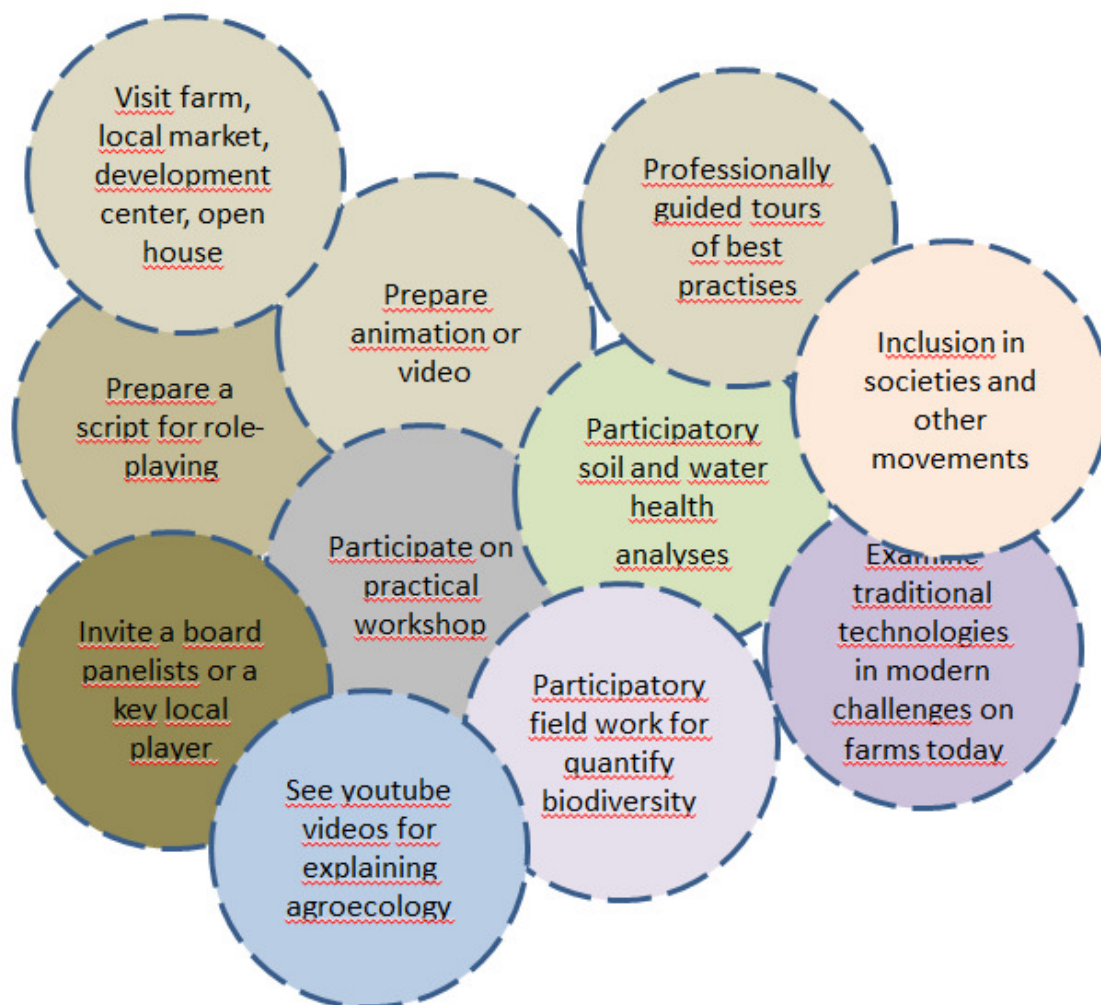 Visit farm,
local market,
development
center, open
house
Professionally
guided tours
of best
practises
Prepare
animation or
video
Inclusion in
societies and
other
movements
Prepare a
script for role-
playing
Participatory
soil and water
health
analyses
Participate on
practical
workshop
Examine
traditional
technologies
in modern
challenges on
farms today
Invite a board
panelists or a
key local
player
Participatory
field work for
quantify
biodiversity
See youtube
videos for
explaining
agroecology